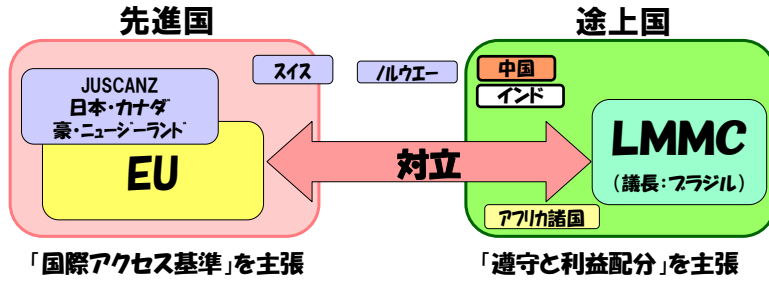 先進国
途上国
スイス
ノルウエー
中国
インド
JUSCANZ
日本・カナダ
豪・ニュージーランド
EU
対立
LMMC
(議長:ブラジル)
アフリカ諸国
「国際アクセス基準」を主張
「遵守と利益配分」を主張